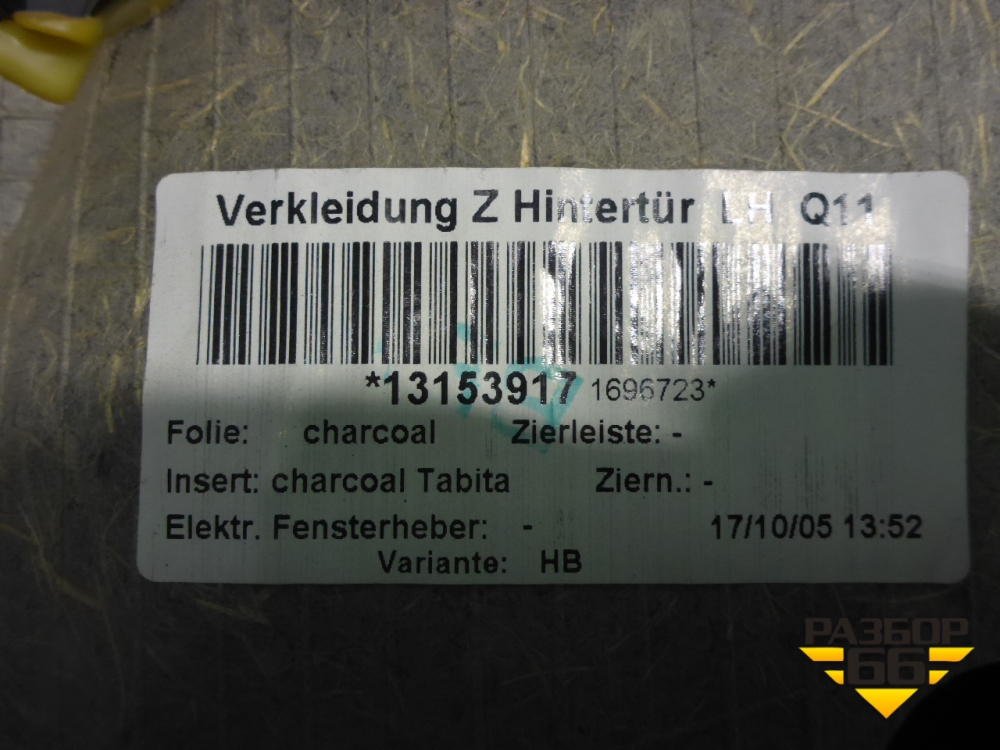 Verkleidung Z Hintertür LH Q11
*13153917 1696723*
Folie: charcoal Zierleiste: -
Insert: charcoal Tabita Ziern.: -
Elektr. Fensterheber: - 17/10/05 13:52
Variante: HB
РАЗБОР
66